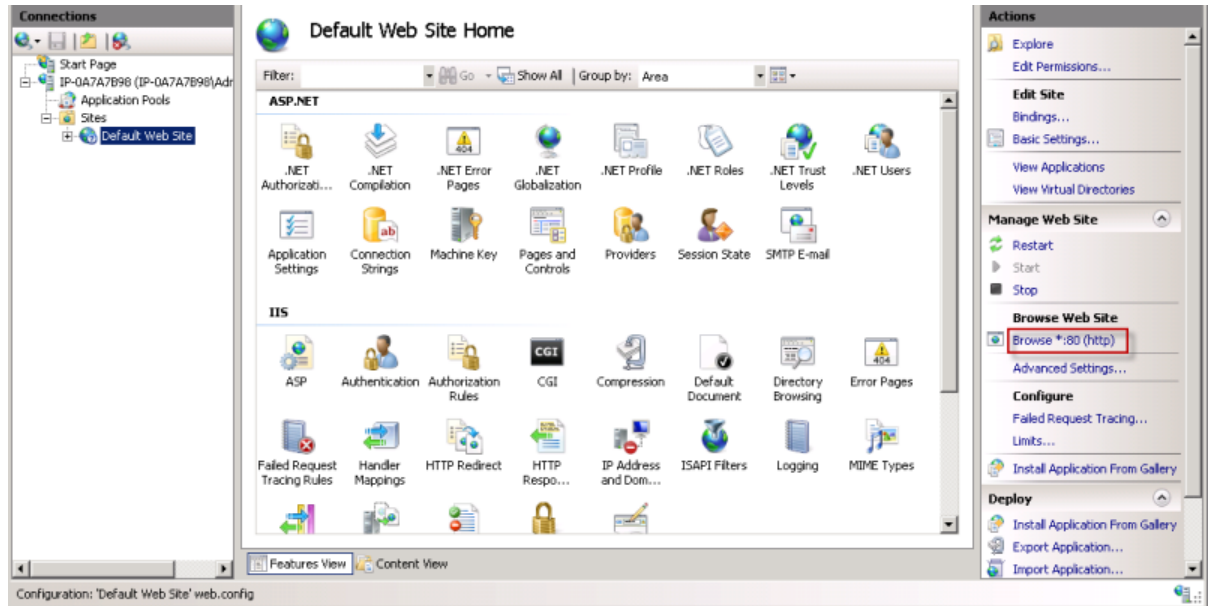 Connections
Start Page
IP-0A7A7B98 (IP-0A7A7B98\Adr
Application Pools
Sites
Default Web Site
Default Web Site Home
Filter: Go Show All Group by: Area
ASP.NET
.NET Authorizati...
.NET Compilation
.NET Error Pages
.NET Globalization
.NET Profile
.NET Roles
.NET Trust Levels
.NET Users
Application Settings
Connection Strings
Machine Key
Pages and Controls
Providers
Session State
SMTP E-mail
IIS
ASP
Authentication
Authorization Rules
CGI
Compression
Default Document
Directory Browsing
Error Pages
Failed Request Tracing Rules
Handler Mappings
HTTP Redirect
HTTP Respo...
IP Address and Dom...
ISAPI Filters
Logging
MIME Types
Features View
Content View
Actions
Explore
Edit Permissions...
Edit Site
Bindings...
Basic Settings...
View Applications
View Virtual Directories
Manage Web Site
Restart
Start
Stop
Browse Web Site
Browse *:80 (http)
Advanced Settings...
Configure
Failed Request Tracing...
Limits...
Install Application From Gallery
Deploy
Install Application From Gallery
Export Application...
Import Application...
Configuration: 'Default Web Site' web.config